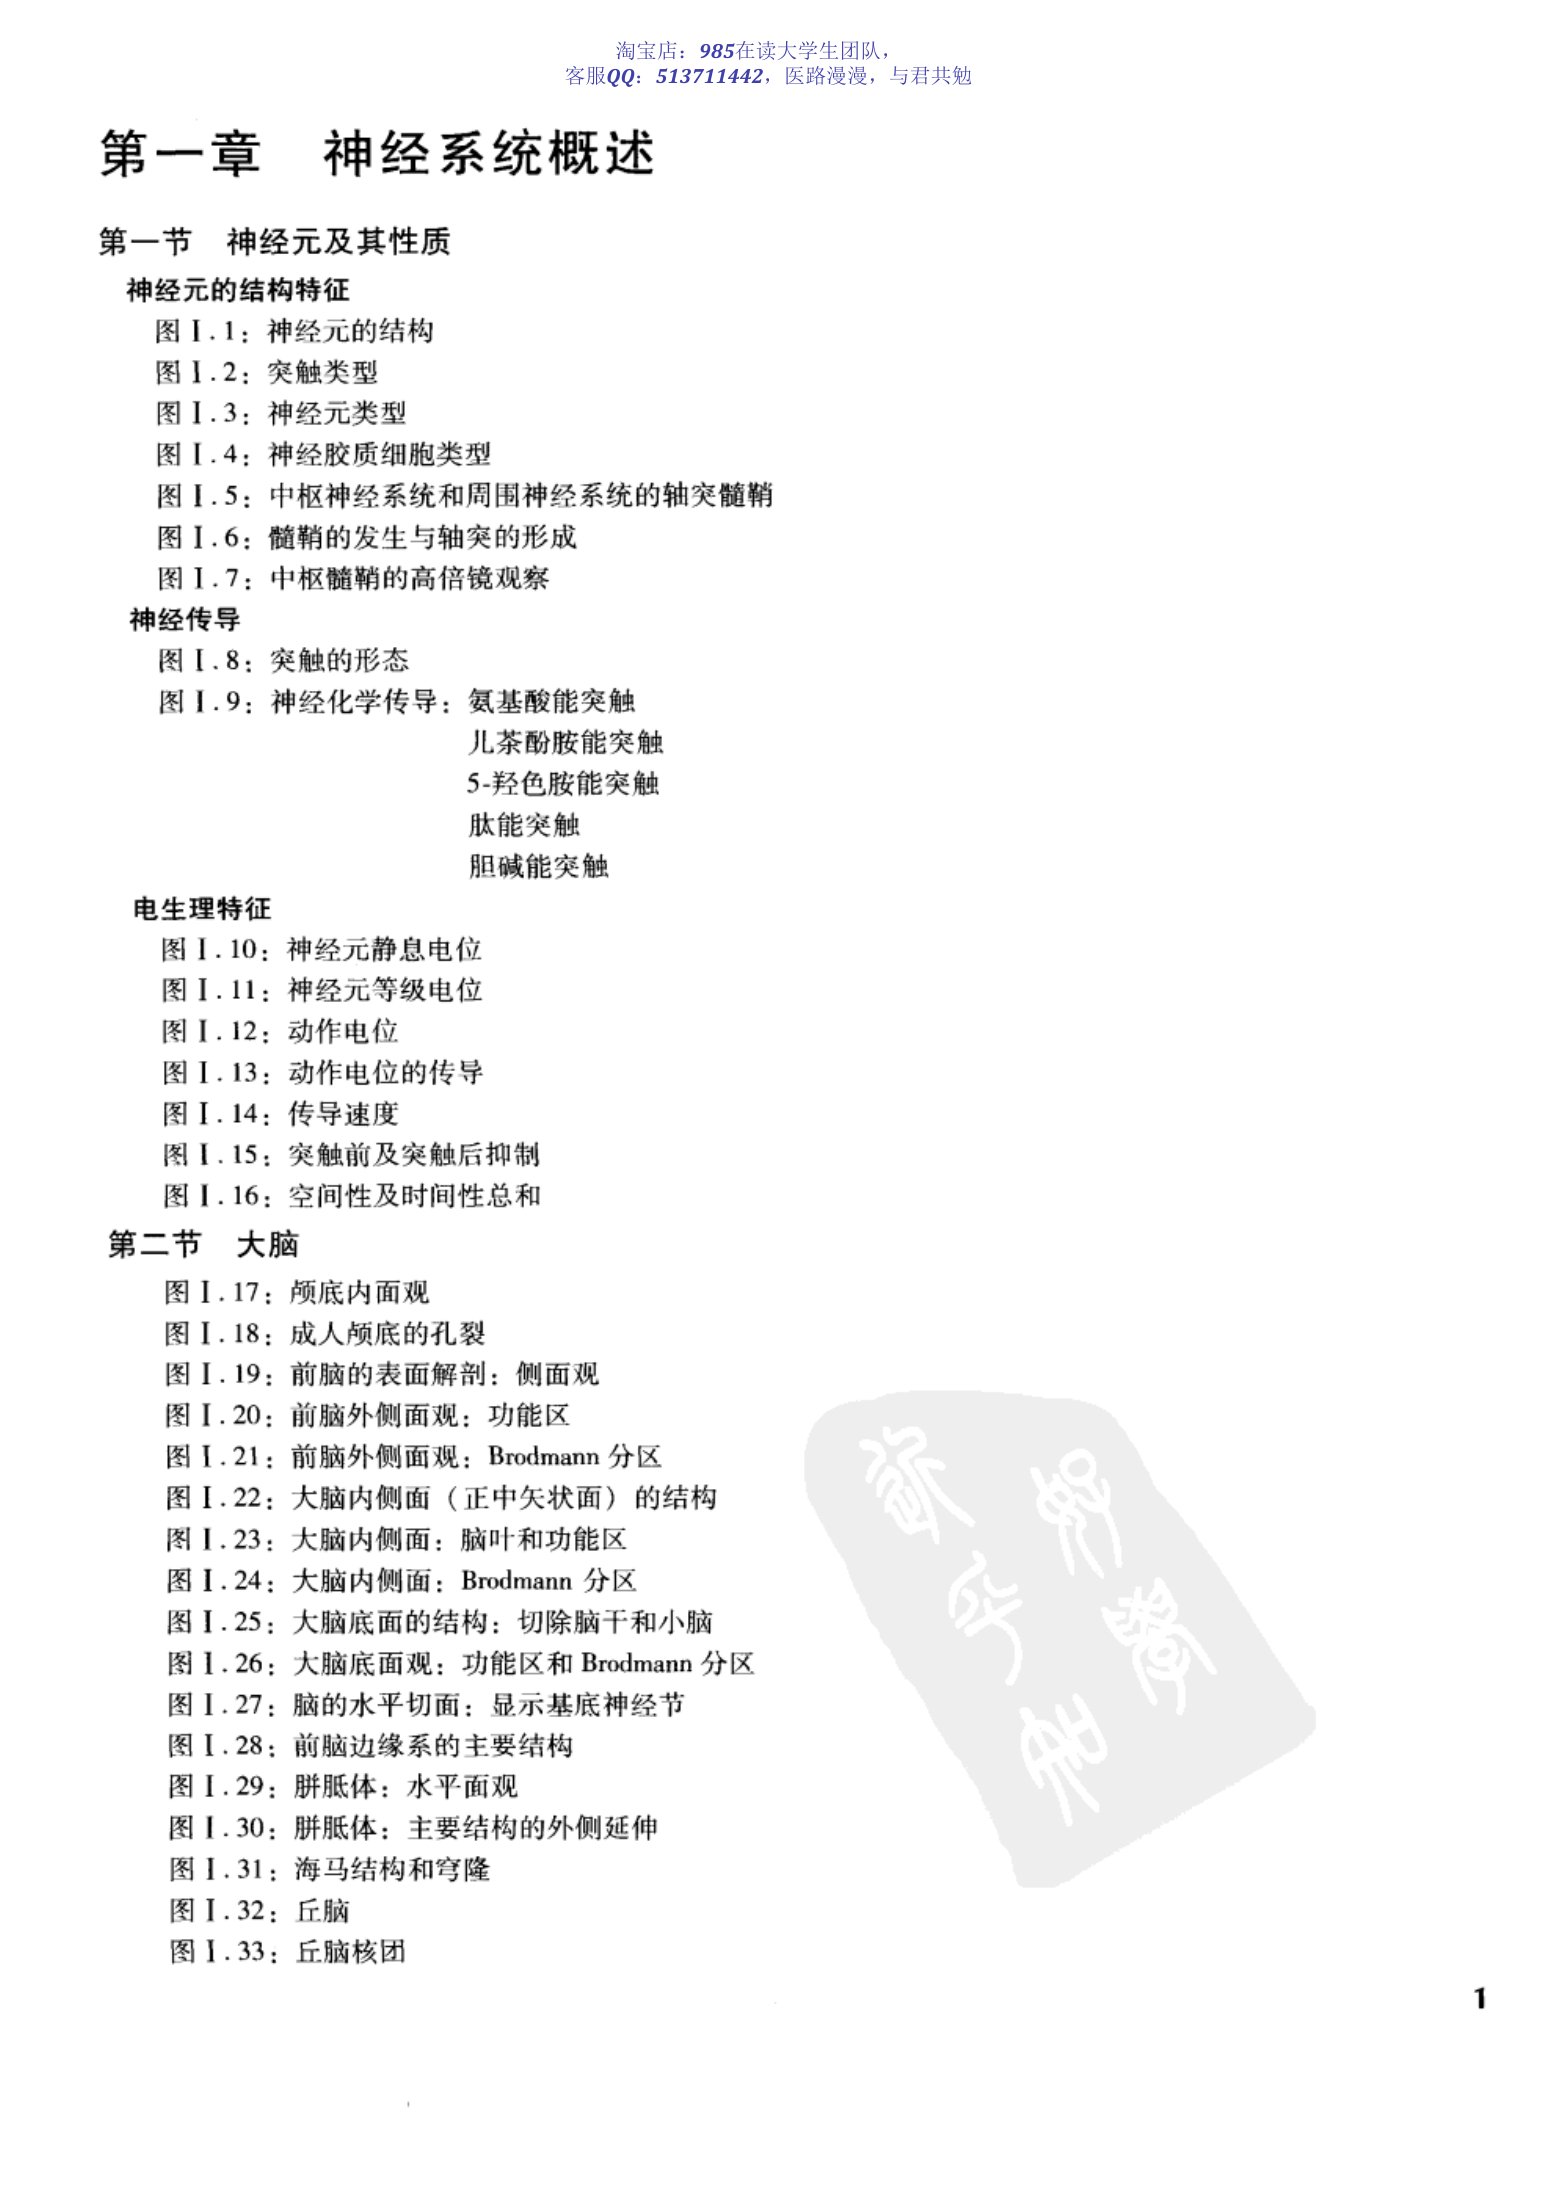 淘宝店：985在读大学生团队，
客服QQ：513711442，医路漫漫，与君共勉
第一章 神经系统概述
第一节 神经元及其性质
神经元的结构特征
图Ⅰ.1：神经元的结构
图Ⅰ.2：突触类型
图Ⅰ.3：神经元类型
图Ⅰ.4：神经胶质细胞类型
图Ⅰ.5：中枢神经系统和周围神经系统的轴突髓鞘
图Ⅰ.6：髓鞘的发生与轴突的形成
图Ⅰ.7：中枢髓鞘的高倍镜观察
神经传导
图Ⅰ.8：突触的形态
图Ⅰ.9：神经化学传导：氨基酸能突触
儿茶酚胺能突触
5-羟色胺能突触
肽能突触
胆碱能突触
电生理特征
图Ⅰ.10：神经元静息电位
图Ⅰ.11：神经元等级电位
图Ⅰ.12：动作电位
图Ⅰ.13：动作电位的传导
图Ⅰ.14：传导速度
图Ⅰ.15：突触前及突触后抑制
图Ⅰ.16：空间性及时间性总和
第二节 大脑
图Ⅰ.17：颅底内面观
图Ⅰ.18：成人颅底的孔裂
图Ⅰ.19：前脑的表面解剖：侧面观
图Ⅰ.20：前脑外侧面观：功能区
图Ⅰ.21：前脑外侧面观：Brodmann 分区
图Ⅰ.22：大脑内侧面（正中矢状面）的结构
图Ⅰ.23：大脑内侧面：脑叶和功能区
图Ⅰ.24：大脑内侧面：Brodmann 分区
图Ⅰ.25：大脑底面的结构：切除脑干和小脑
图Ⅰ.26：大脑底面观：功能区和 Brodmann 分区
图Ⅰ.27：脑的水平切面：显示基底神经节
图Ⅰ.28：前脑边缘系的主要结构
图Ⅰ.29：胼胝体：水平面观
图Ⅰ.30：胼胝体：主要结构的外侧延伸
图Ⅰ.31：海马结构和穹隆
图Ⅰ.32：丘脑
图Ⅰ.33：丘脑核团
1